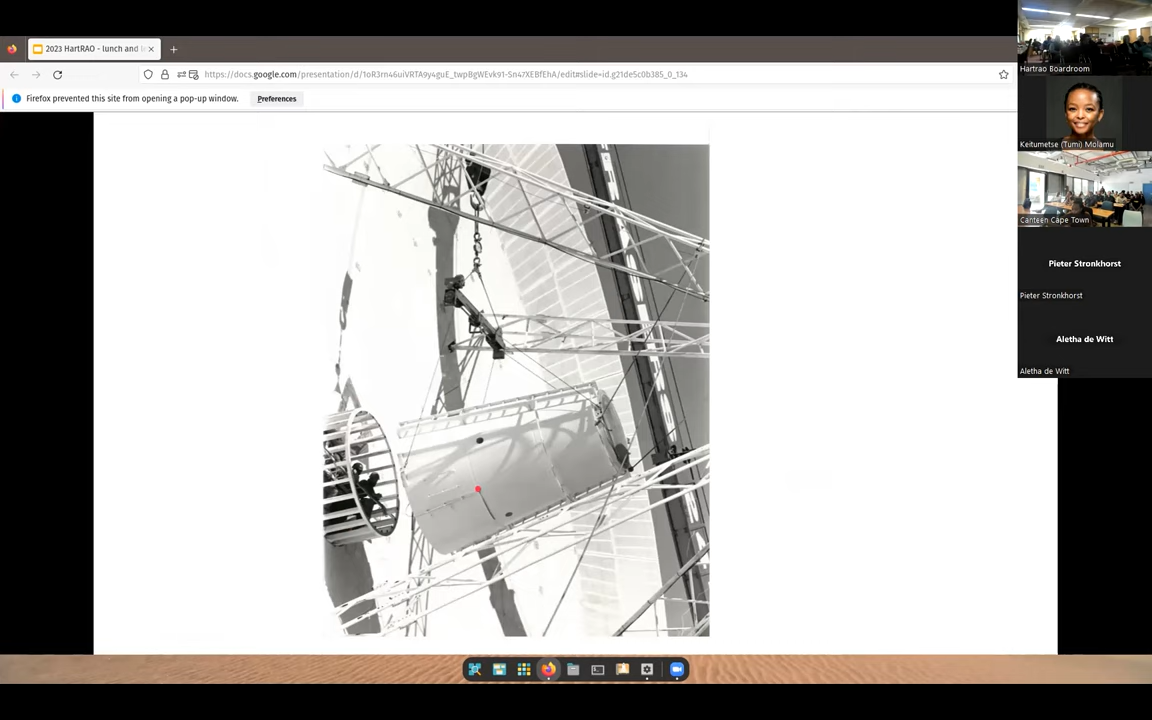 2023 HartRAO - lunch and l
https://docs.google.com/presentation/d/1oR3rn46uiVRTA9y4guE_twpBgWEvk91-Sn47XEBfEhA/edit#slide=id.g21de5c0b385_0_134
Firefox prevented this site from opening a pop-up window.
Preferences
Hartrao Boardroom
Keitumetse (Tumi) Molamu
Canteen Cape Town
Pieter Stronkhorst
Pieter Stronkhorst
Aletha de Witt
Aletha de Witt